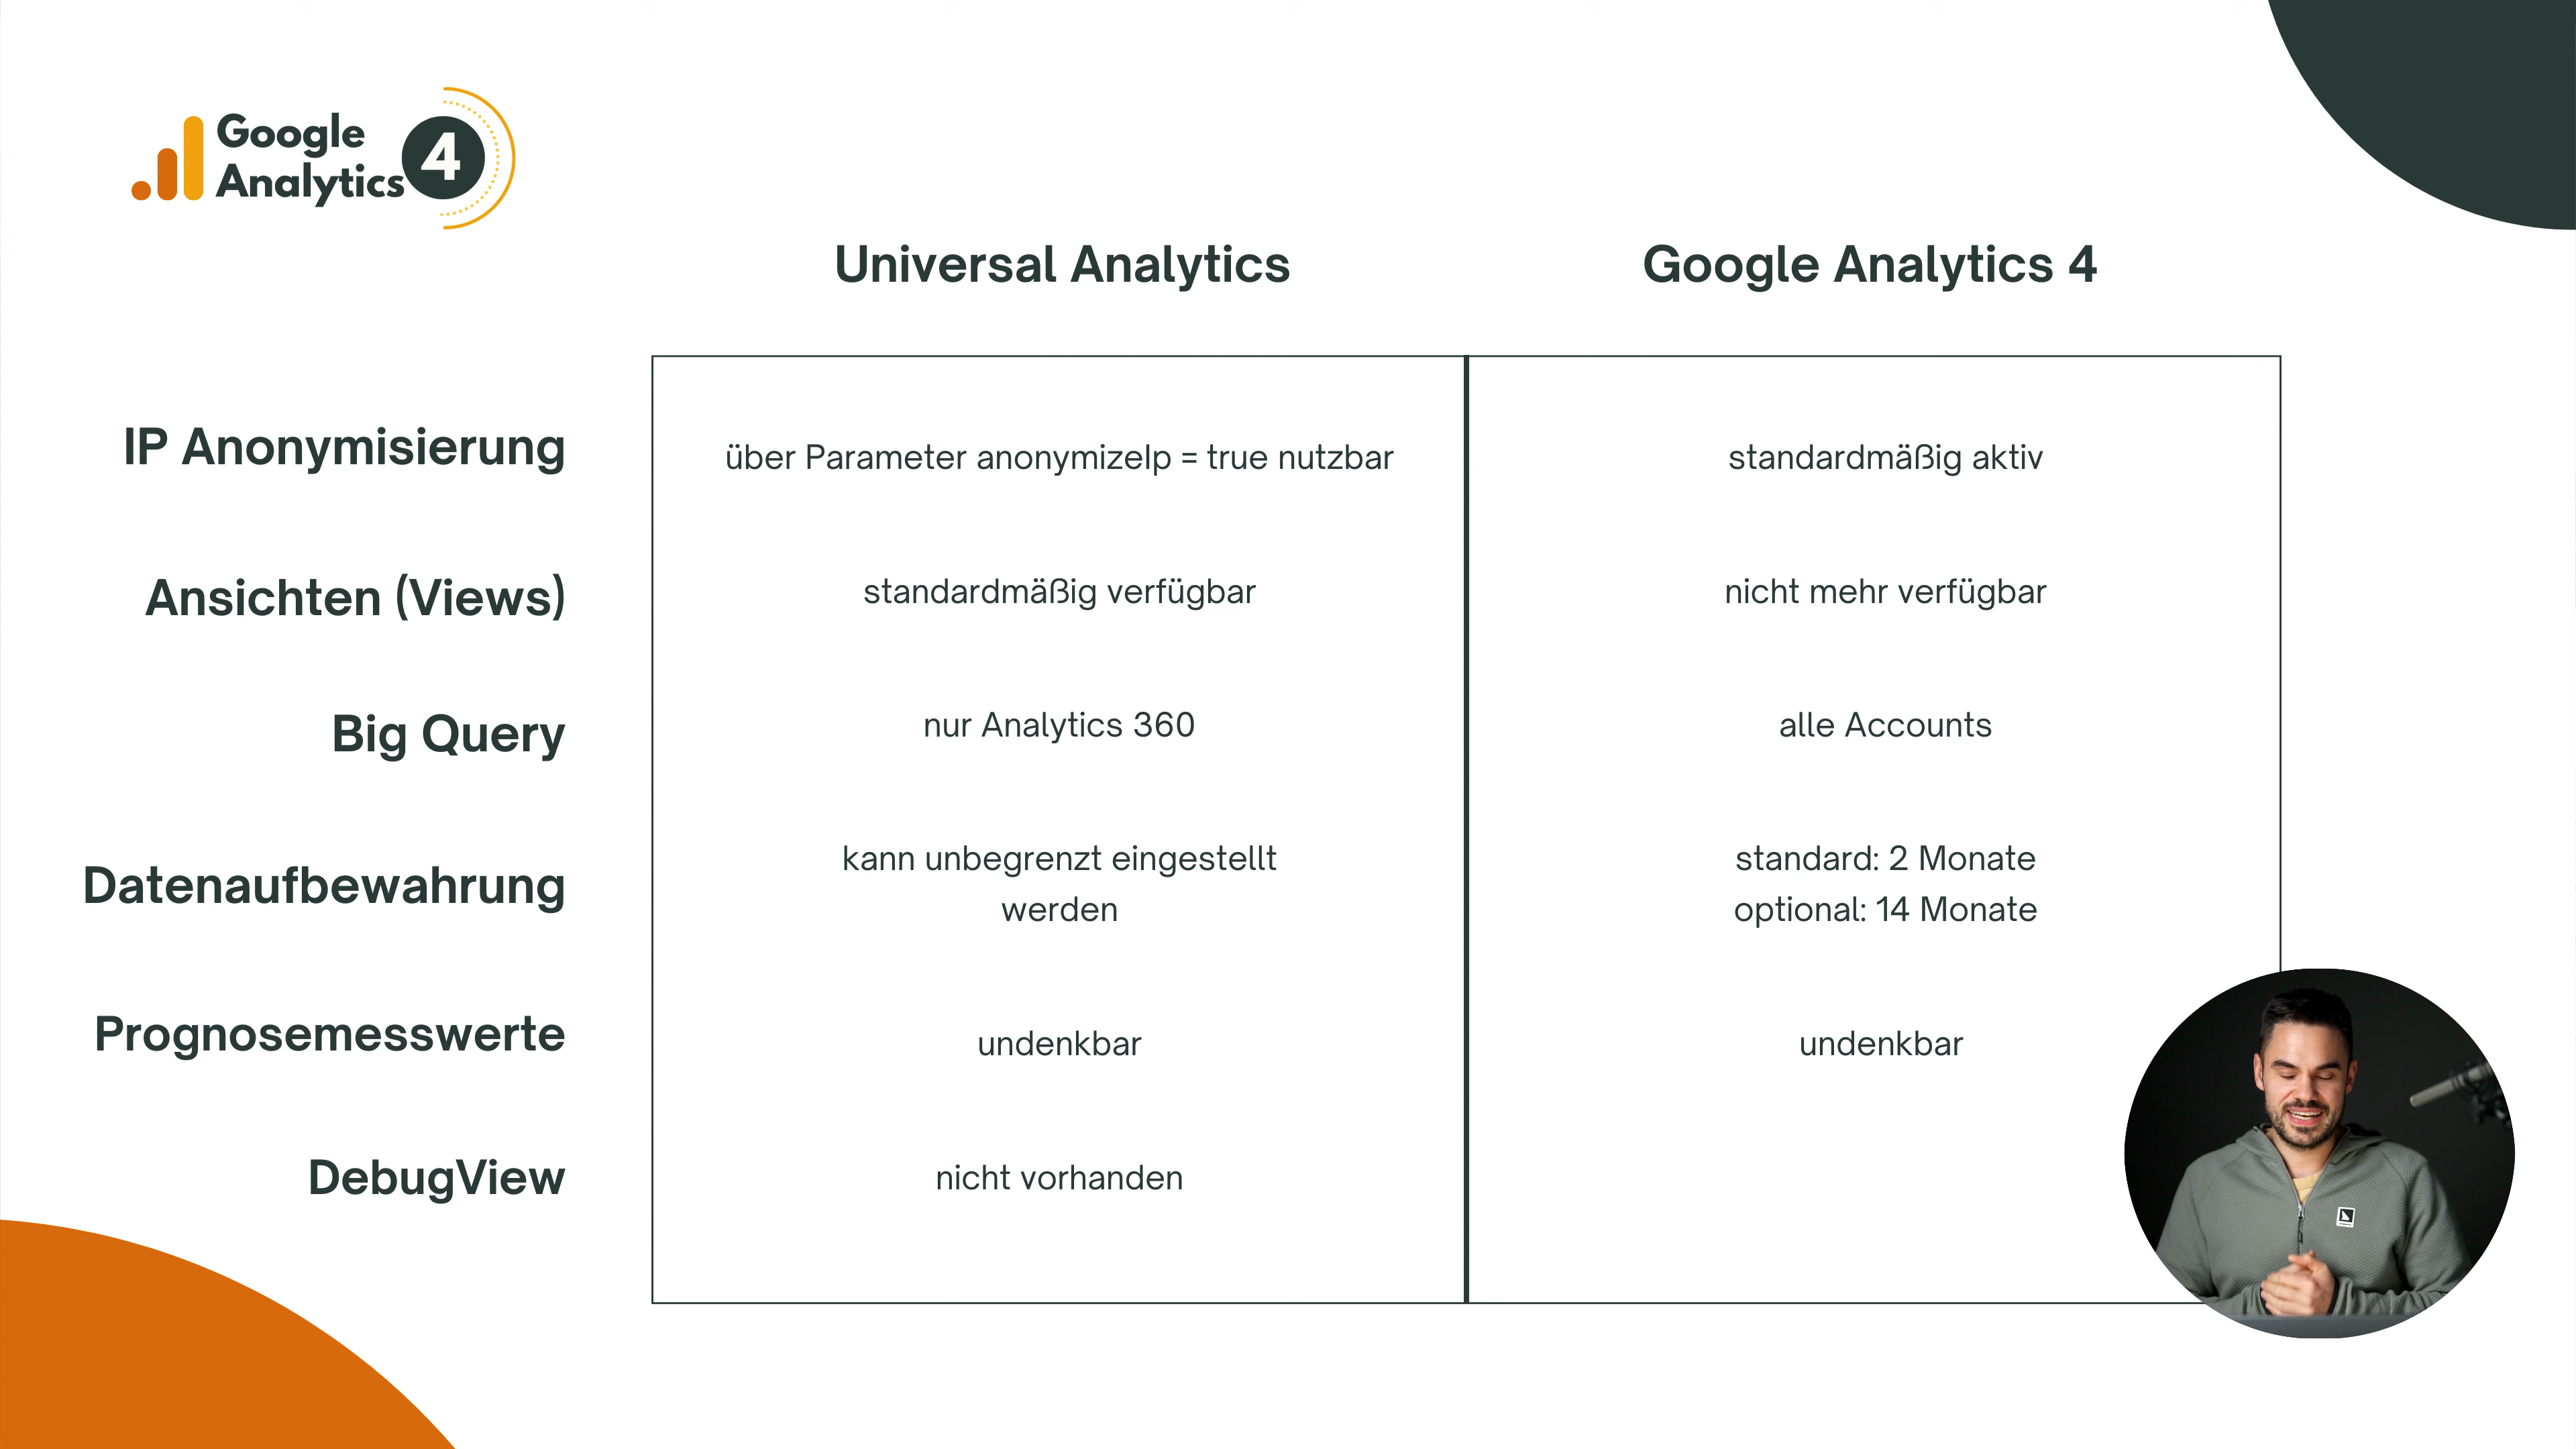 Google
Analytics 4
Universal Analytics
Google Analytics 4
IP Anonymisierung
über Parameter anonymizeIp = true nutzbar
standardmäßig aktiv
Ansichten (Views)
standardmäßig verfügbar
nicht mehr verfügbar
Big Query
nur Analytics 360
alle Accounts
Datenaufbewahrung
kann unbegrenzt eingestellt
werden
standard: 2 Monate
optional: 14 Monate
Prognosemesswerte
undenkbar
undenkbar
DebugView
nicht vorhanden